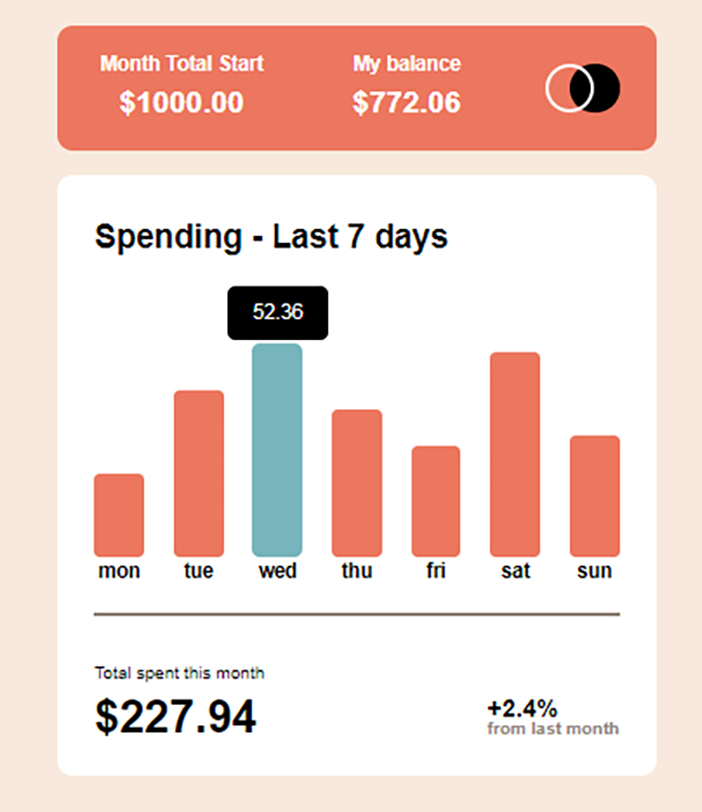 Month Total Start
My balance
$1000.00
$772.06
Spending - Last 7 days
52.36
mon tue wed thu fri sat sun
Total spent this month
$227.94
+2.4%
from last month